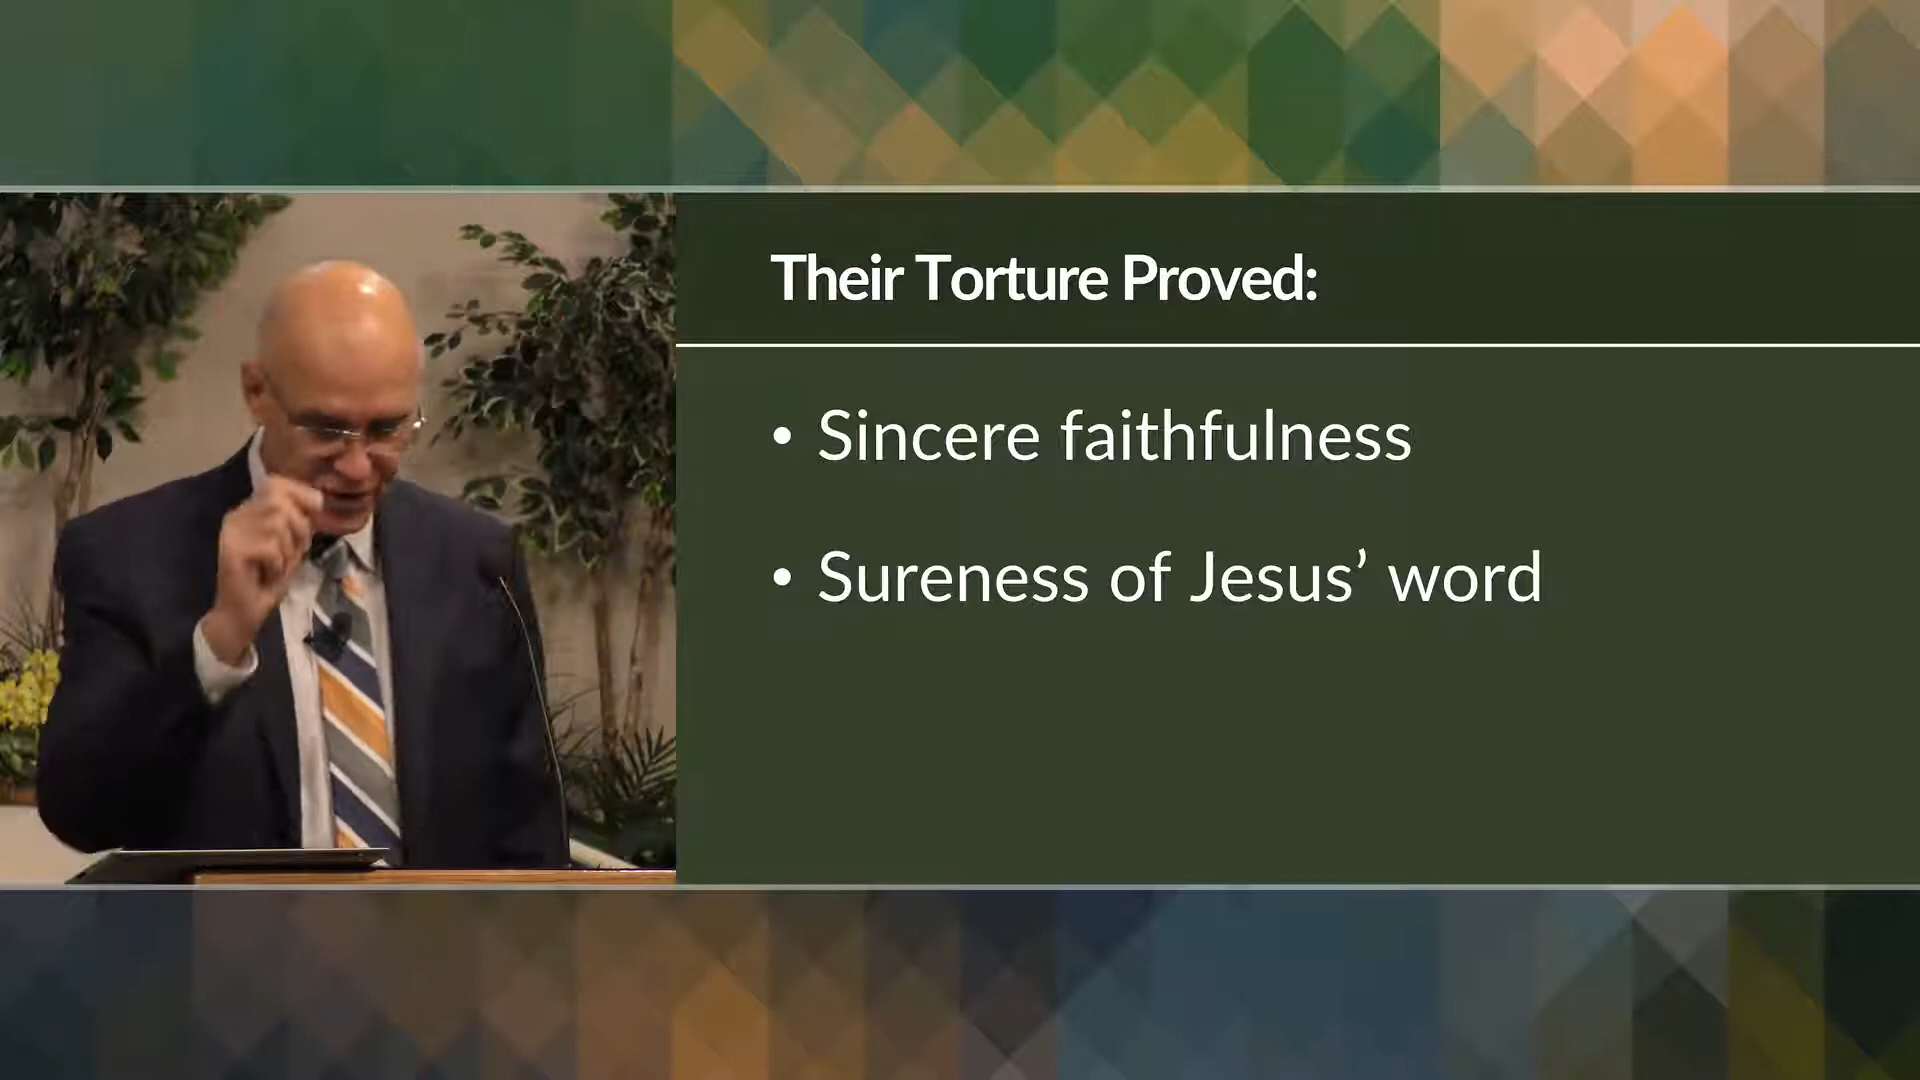 Their Torture Proved:
• Sincere faithfulness
• Sureness of Jesus’ word